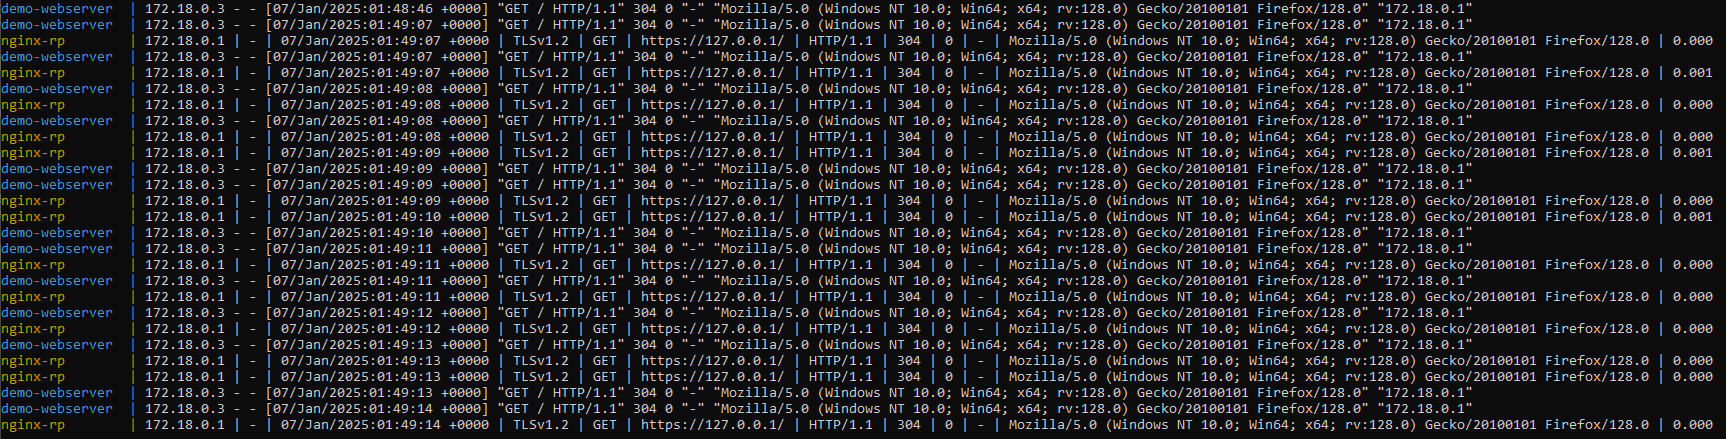 demo-webserver | 172.18.0.3 - - [07/Jan/2025:01:48:46 +0000] "GET / HTTP/1.1" 304 0 "-" "Mozilla/5.0 (Windows NT 10.0; Win64; x64; rv:128.0) Gecko/20100101 Firefox/128.0" "172.18.0.1"
demo-webserver | 172.18.0.3 - - [07/Jan/2025:01:49:07 +0000] "GET / HTTP/1.1" 304 0 "-" "Mozilla/5.0 (Windows NT 10.0; Win64; x64; rv:128.0) Gecko/20100101 Firefox/128.0" "172.18.0.1"
nginx-rp | 172.18.0.1 | - | 07/Jan/2025:01:49:07 +0000 | TLSv1.2 | GET | https://127.0.0.1/ | HTTP/1.1 | 304 | 0 | - | Mozilla/5.0 (Windows NT 10.0; Win64; x64; rv:128.0) Gecko/20100101 Firefox/128.0 | 0.000
demo-webserver | 172.18.0.3 - - [07/Jan/2025:01:49:07 +0000] "GET / HTTP/1.1" 304 0 "-" "Mozilla/5.0 (Windows NT 10.0; Win64; x64; rv:128.0) Gecko/20100101 Firefox/128.0" "172.18.0.1"
nginx-rp | 172.18.0.1 | - | 07/Jan/2025:01:49:07 +0000 | TLSv1.2 | GET | https://127.0.0.1/ | HTTP/1.1 | 304 | 0 | - | Mozilla/5.0 (Windows NT 10.0; Win64; x64; rv:128.0) Gecko/20100101 Firefox/128.0 | 0.001
demo-webserver | 172.18.0.3 - - [07/Jan/2025:01:49:08 +0000] "GET / HTTP/1.1" 304 0 "-" "Mozilla/5.0 (Windows NT 10.0; Win64; x64; rv:128.0) Gecko/20100101 Firefox/128.0" "172.18.0.1"
nginx-rp | 172.18.0.1 | - | 07/Jan/2025:01:49:08 +0000 | TLSv1.2 | GET | https://127.0.0.1/ | HTTP/1.1 | 304 | 0 | - | Mozilla/5.0 (Windows NT 10.0; Win64; x64; rv:128.0) Gecko/20100101 Firefox/128.0 | 0.000
demo-webserver | 172.18.0.3 - - [07/Jan/2025:01:49:08 +0000] "GET / HTTP/1.1" 304 0 "-" "Mozilla/5.0 (Windows NT 10.0; Win64; x64; rv:128.0) Gecko/20100101 Firefox/128.0" "172.18.0.1"
nginx-rp | 172.18.0.1 | - | 07/Jan/2025:01:49:08 +0000 | TLSv1.2 | GET | https://127.0.0.1/ | HTTP/1.1 | 304 | 0 | - | Mozilla/5.0 (Windows NT 10.0; Win64; x64; rv:128.0) Gecko/20100101 Firefox/128.0 | 0.000
nginx-rp | 172.18.0.1 | - | 07/Jan/2025:01:49:09 +0000 | TLSv1.2 | GET | https://127.0.0.1/ | HTTP/1.1 | 304 | 0 | - | Mozilla/5.0 (Windows NT 10.0; Win64; x64; rv:128.0) Gecko/20100101 Firefox/128.0 | 0.001
demo-webserver | 172.18.0.3 - - [07/Jan/2025:01:49:09 +0000] "GET / HTTP/1.1" 304 0 "-" "Mozilla/5.0 (Windows NT 10.0; Win64; x64; rv:128.0) Gecko/20100101 Firefox/128.0" "172.18.0.1"
demo-webserver | 172.18.0.3 - - [07/Jan/2025:01:49:09 +0000] "GET / HTTP/1.1" 304 0 "-" "Mozilla/5.0 (Windows NT 10.0; Win64; x64; rv:128.0) Gecko/20100101 Firefox/128.0" "172.18.0.1"
nginx-rp | 172.18.0.1 | - | 07/Jan/2025:01:49:09 +0000 | TLSv1.2 | GET | https://127.0.0.1/ | HTTP/1.1 | 304 | 0 | - | Mozilla/5.0 (Windows NT 10.0; Win64; x64; rv:128.0) Gecko/20100101 Firefox/128.0 | 0.000
nginx-rp | 172.18.0.1 | - | 07/Jan/2025:01:49:10 +0000 | TLSv1.2 | GET | https://127.0.0.1/ | HTTP/1.1 | 304 | 0 | - | Mozilla/5.0 (Windows NT 10.0; Win64; x64; rv:128.0) Gecko/20100101 Firefox/128.0 | 0.001
demo-webserver | 172.18.0.3 - - [07/Jan/2025:01:49:10 +0000] "GET / HTTP/1.1" 304 0 "-" "Mozilla/5.0 (Windows NT 10.0; Win64; x64; rv:128.0) Gecko/20100101 Firefox/128.0" "172.18.0.1"
demo-webserver | 172.18.0.3 - - [07/Jan/2025:01:49:11 +0000] "GET / HTTP/1.1" 304 0 "-" "Mozilla/5.0 (Windows NT 10.0; Win64; x64; rv:128.0) Gecko/20100101 Firefox/128.0" "172.18.0.1"
nginx-rp | 172.18.0.1 | - | 07/Jan/2025:01:49:11 +0000 | TLSv1.2 | GET | https://127.0.0.1/ | HTTP/1.1 | 304 | 0 | - | Mozilla/5.0 (Windows NT 10.0; Win64; x64; rv:128.0) Gecko/20100101 Firefox/128.0 | 0.000
demo-webserver | 172.18.0.3 - - [07/Jan/2025:01:49:11 +0000] "GET / HTTP/1.1" 304 0 "-" "Mozilla/5.0 (Windows NT 10.0; Win64; x64; rv:128.0) Gecko/20100101 Firefox/128.0" "172.18.0.1"
nginx-rp | 172.18.0.1 | - | 07/Jan/2025:01:49:11 +0000 | TLSv1.2 | GET | https://127.0.0.1/ | HTTP/1.1 | 304 | 0 | - | Mozilla/5.0 (Windows NT 10.0; Win64; x64; rv:128.0) Gecko/20100101 Firefox/128.0 | 0.000
demo-webserver | 172.18.0.3 - - [07/Jan/2025:01:49:12 +0000] "GET / HTTP/1.1" 304 0 "-" "Mozilla/5.0 (Windows NT 10.0; Win64; x64; rv:128.0) Gecko/20100101 Firefox/128.0" "172.18.0.1"
nginx-rp | 172.18.0.1 | - | 07/Jan/2025:01:49:12 +0000 | TLSv1.2 | GET | https://127.0.0.1/ | HTTP/1.1 | 304 | 0 | - | Mozilla/5.0 (Windows NT 10.0; Win64; x64; rv:128.0) Gecko/20100101 Firefox/128.0 | 0.000
demo-webserver | 172.18.0.3 - - [07/Jan/2025:01:49:13 +0000] "GET / HTTP/1.1" 304 0 "-" "Mozilla/5.0 (Windows NT 10.0; Win64; x64; rv:128.0) Gecko/20100101 Firefox/128.0" "172.18.0.1"
nginx-rp | 172.18.0.1 | - | 07/Jan/2025:01:49:13 +0000 | TLSv1.2 | GET | https://127.0.0.1/ | HTTP/1.1 | 304 | 0 | - | Mozilla/5.0 (Windows NT 10.0; Win64; x64; rv:128.0) Gecko/20100101 Firefox/128.0 | 0.000
nginx-rp | 172.18.0.1 | - | 07/Jan/2025:01:49:13 +0000 | TLSv1.2 | GET | https://127.0.0.1/ | HTTP/1.1 | 304 | 0 | - | Mozilla/5.0 (Windows NT 10.0; Win64; x64; rv:128.0) Gecko/20100101 Firefox/128.0 | 0.000
demo-webserver | 172.18.0.3 - - [07/Jan/2025:01:49:13 +0000] "GET / HTTP/1.1" 304 0 "-" "Mozilla/5.0 (Windows NT 10.0; Win64; x64; rv:128.0) Gecko/20100101 Firefox/128.0" "172.18.0.1"
demo-webserver | 172.18.0.3 - - [07/Jan/2025:01:49:14 +0000] "GET / HTTP/1.1" 304 0 "-" "Mozilla/5.0 (Windows NT 10.0; Win64; x64; rv:128.0) Gecko/20100101 Firefox/128.0" "172.18.0.1"
nginx-rp | 172.18.0.1 | - | 07/Jan/2025:01:49:14 +0000 | TLSv1.2 | GET | https://127.0.0.1/ | HTTP/1.1 | 304 | 0 | - | Mozilla/5.0 (Windows NT 10.0; Win64; x64; rv:128.0) Gecko/20100101 Firefox/128.0 | 0.000